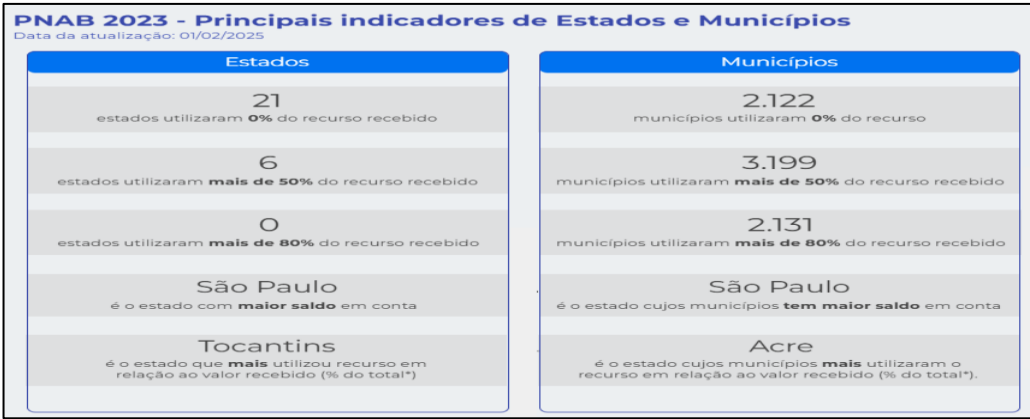 PNAB 2023 - Principais indicadores de Estados e Municípios
Data da atualização: 01/02/2025
Estados
21
estados utilizaram 0% do recurso recebido
6
estados utilizaram mais de 50% do recurso recebido
0
estados utilizaram mais de 80% do recurso recebido
São Paulo
é o estado com maior saldo em conta
Tocantins
é o estado que mais utilizou recurso em
relação ao valor recebido (% do total*)
Municípios
2.122
municípios utilizaram 0% do recurso
3.199
municípios utilizaram mais de 50% do recurso recebido
2.131
municípios utilizaram mais de 80% do recurso recebido
São Paulo
é o estado cujos municípios tem maior saldo em conta
Acre
é o estado cujos municípios mais utilizaram o
recurso em relação ao valor recebido (% do total*).